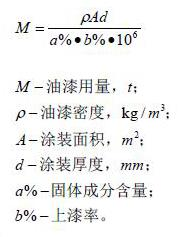 M = ρAd / a%•b%•10⁶
M－油漆用量，t；
ρ－油漆密度，kg / m³；
A－涂装面积，m²；
d－涂装厚度，mm；
a%－固体成分含量；
b%－上漆率。